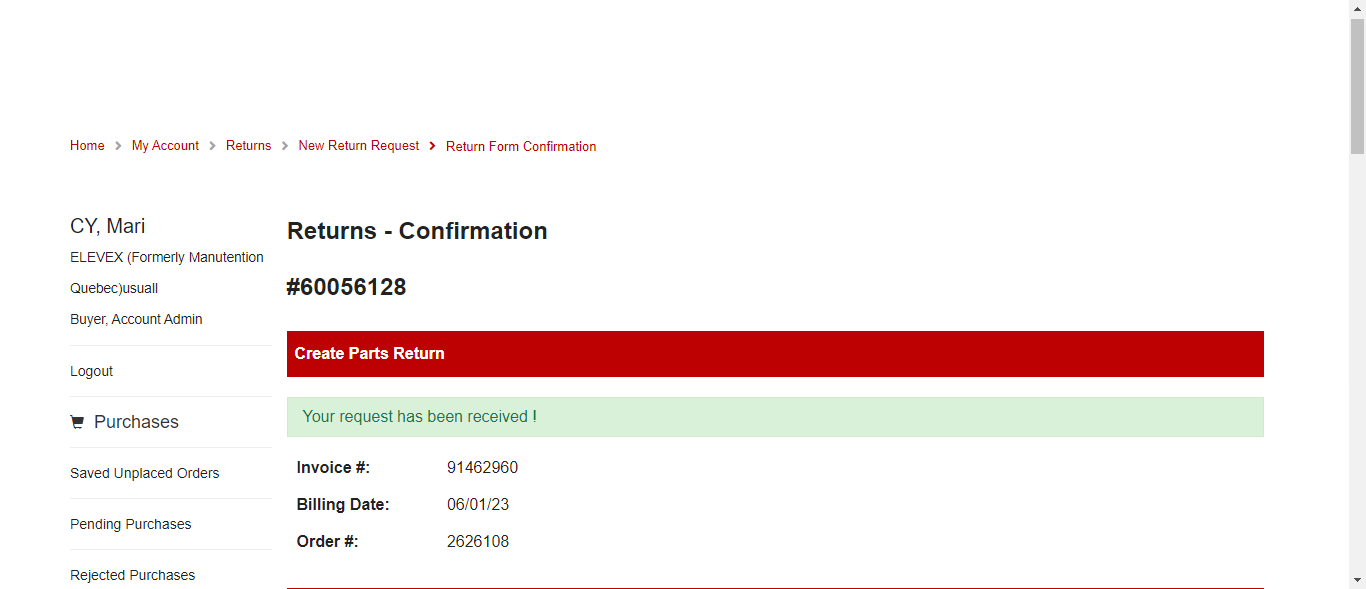 Home > My Account > Returns > New Return Request > Return Form Confirmation
CY, Mari
ELEVEX (Formerly Manutention
Quebec)usuall
Buyer, Account Admin
Logout
Purchases
Saved Unplaced Orders
Pending Purchases
Rejected Purchases
Returns - Confirmation
#60056128
Create Parts Return
Your request has been received !
Invoice #: 91462960
Billing Date: 06/01/23
Order #: 2626108